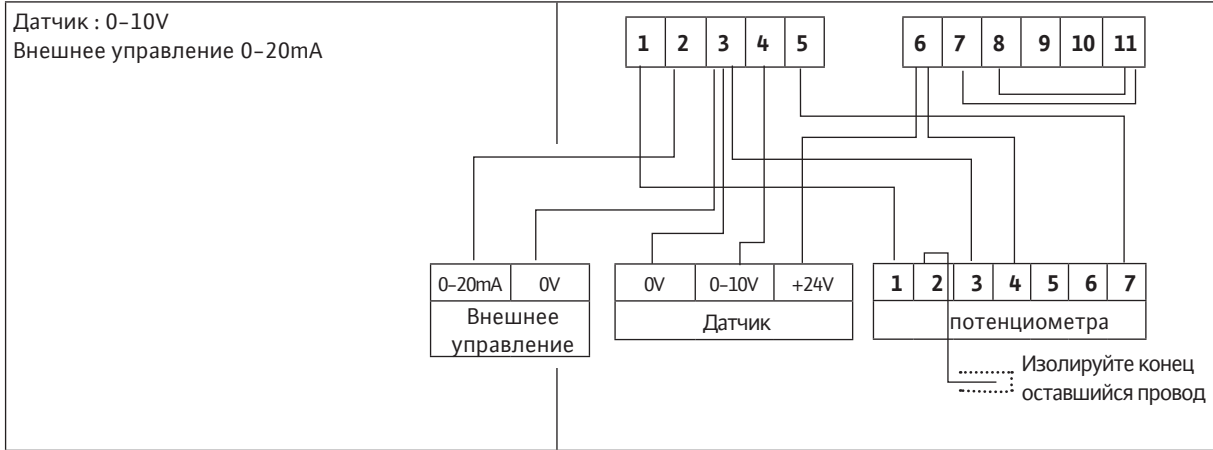 Датчик : 0–10V
Внешнее управление 0–20mA
1 2 3 4 5
6 7 8 9 10 11
0–20mA 0V
Внешнее
управление
0V 0–10V +24V
Датчик
1 2 3 4 5 6 7
потенциометра
Изолируйте конец
оставшийся провод